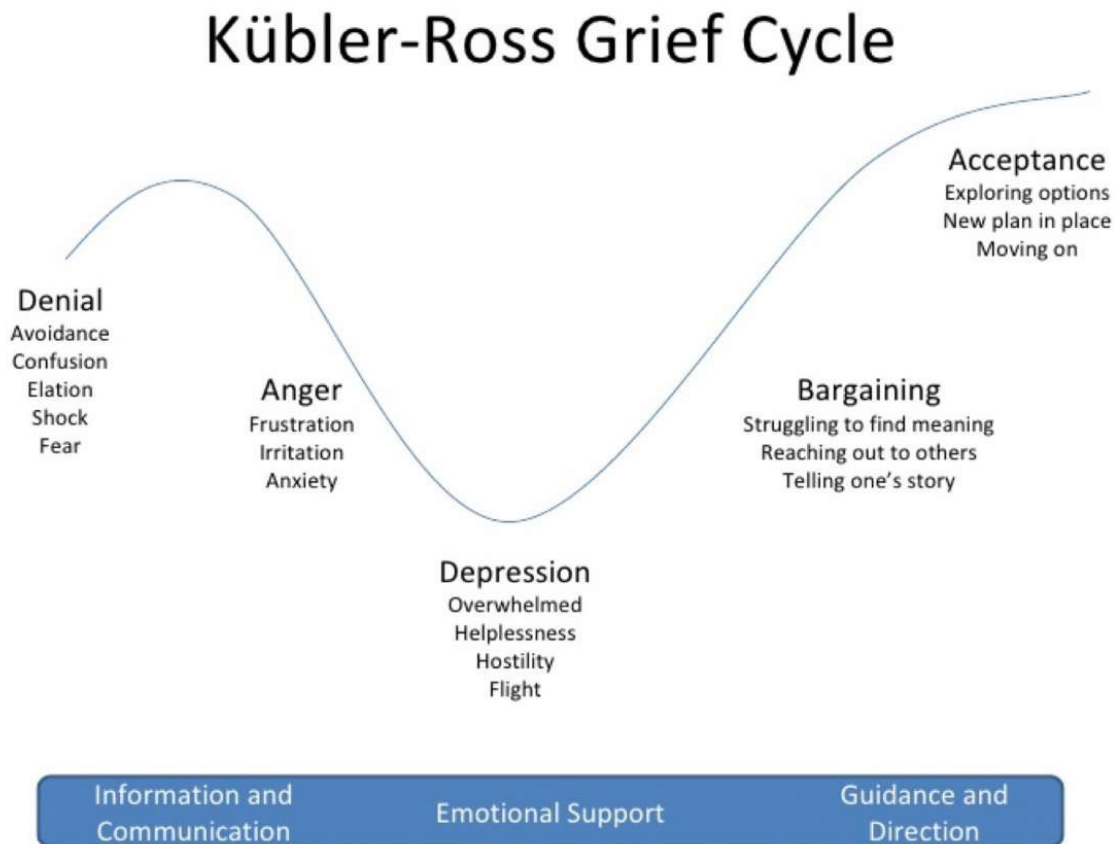 Kübler-Ross Grief Cycle
Denial
Avoidance
Confusion
Elation
Shock
Fear
Anger
Frustration
Irritation
Anxiety
Depression
Overwhelmed
Helplessness
Hostility
Flight
Bargaining
Struggling to find meaning
Reaching out to others
Telling one’s story
Acceptance
Exploring options
New plan in place
Moving on
Information and
Communication
Emotional Support
Guidance and
Direction